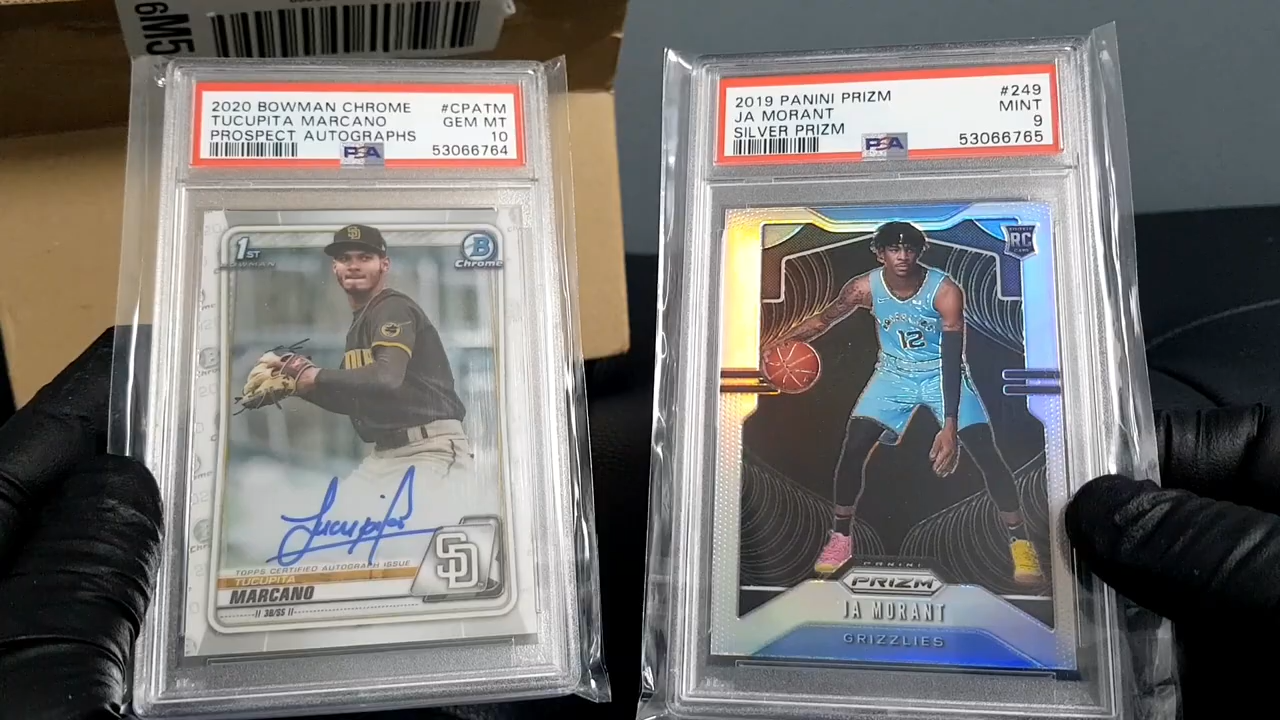 6M5
2020 BOWMAN CHROME #CPATM
TUCUPITA MARCANO GEM MT
PROSPECT AUTOGRAPHS 10
PSA 53066764
1ST
BOWMAN
B
Chrome
SD
Tucupita
TOPPS CERTIFIED AUTOGRAPH ISSUE
TUCUPITA
MARCANO
SD
2019 PANINI PRIZM #249
JA MORANT MINT
SILVER PRIZM 9
PSA 53066765
RC
12
PANINI
PRIZM
JA MORANT
GRIZZLIES